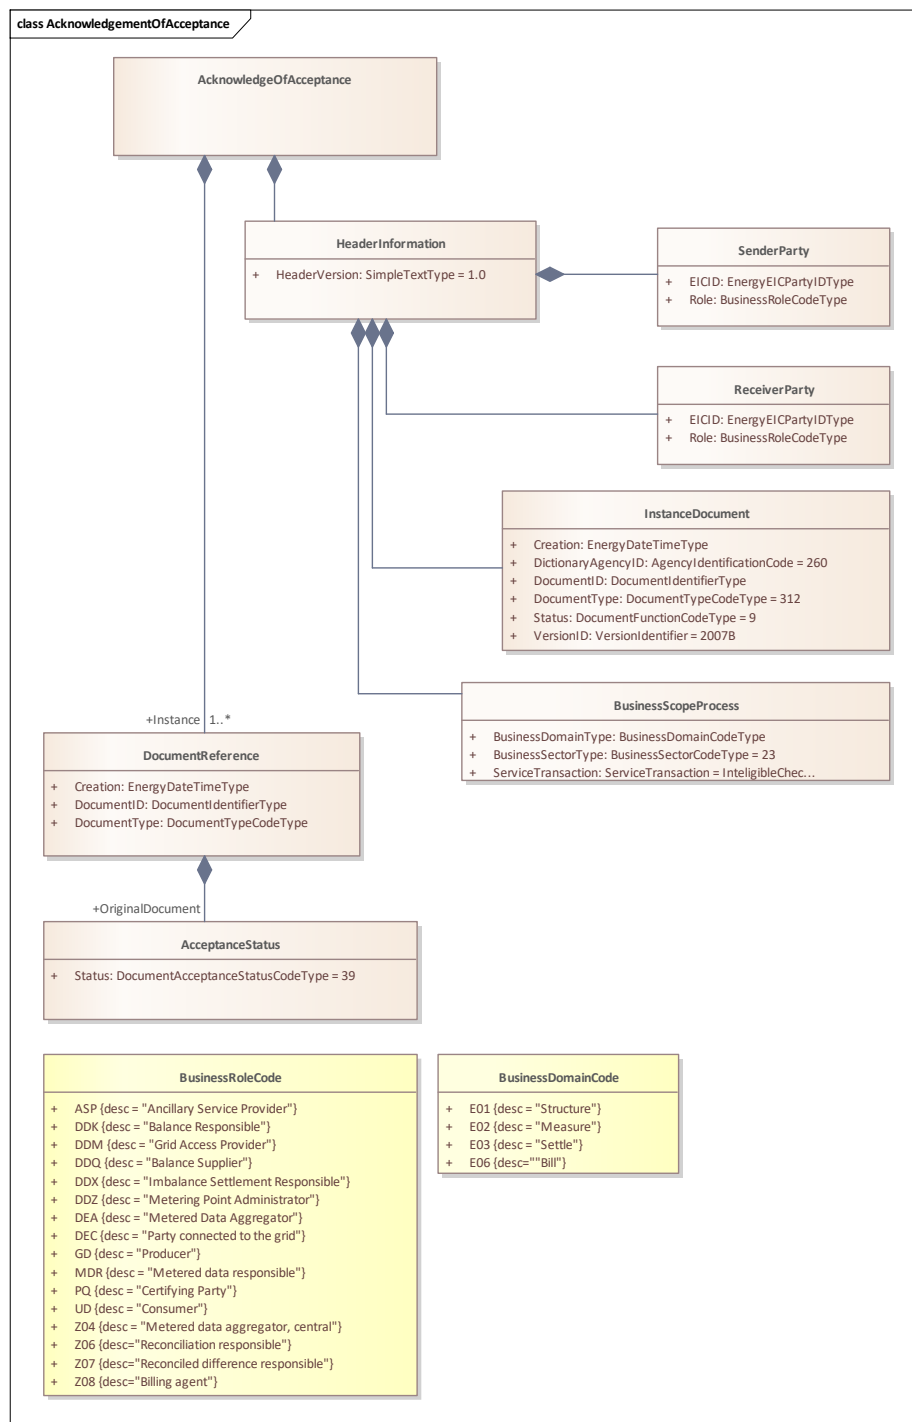 class AcknowledgementOfAcceptance
AcknowledgeOfAcceptance
HeaderInformation
+ HeaderVersion: SimpleTextType = 1.0
SenderParty
+ EICID: EnergyEICPartyIDType
+ Role: BusinessRoleCodeType
ReceiverParty
+ EICID: EnergyEICPartyIDType
+ Role: BusinessRoleCodeType
InstanceDocument
+ Creation: EnergyDateTimeType
+ DictionaryAgencyID: AgencyIdentificationCode = 260
+ DocumentID: DocumentIdentifierType
+ DocumentType: DocumentTypeCodeType = 312
+ Status: DocumentFunctionCodeType = 9
+ VersionID: VersionIdentifier = 2007B
BusinessScopeProcess
+ BusinessDomainType: BusinessDomainCodeType
+ BusinessSectorType: BusinessSectorCodeType = 23
+ ServiceTransaction: ServiceTransaction = InteligibleChec...
+Instance 1..*
DocumentReference
+ Creation: EnergyDateTimeType
+ DocumentID: DocumentIdentifierType
+ DocumentType: DocumentTypeCodeType
+OriginalDocument
AcceptanceStatus
+ Status: DocumentAcceptanceStatusCodeType = 39
BusinessRoleCode
+ ASP {desc = "Ancillary Service Provider"}
+ DDK {desc = "Balance Responsible"}
+ DDM {desc = "Grid Access Provider"}
+ DDQ {desc = "Balance Supplier"}
+ DDX {desc = "Imbalance Settlement Responsible"}
+ DDZ {desc = "Metering Point Administrator"}
+ DEA {desc = "Metered Data Aggregator"}
+ DEC {desc = "Party connected to the grid"}
+ GD {desc = "Producer"}
+ MDR {desc = "Metered data responsible"}
+ PQ {desc = "Certifying Party"}
+ UD {desc = "Consumer"}
+ Z04 {desc = "Metered data aggregator, central"}
+ Z06 {desc="Reconciliation responsible"}
+ Z07 {desc="Reconciled difference responsible"}
+ Z08 {desc="Billing agent"}
BusinessDomainCode
+ E01 {desc = "Structure"}
+ E02 {desc = "Measure"}
+ E03 {desc = "Settle"}
+ E06 {desc=""Bill"}